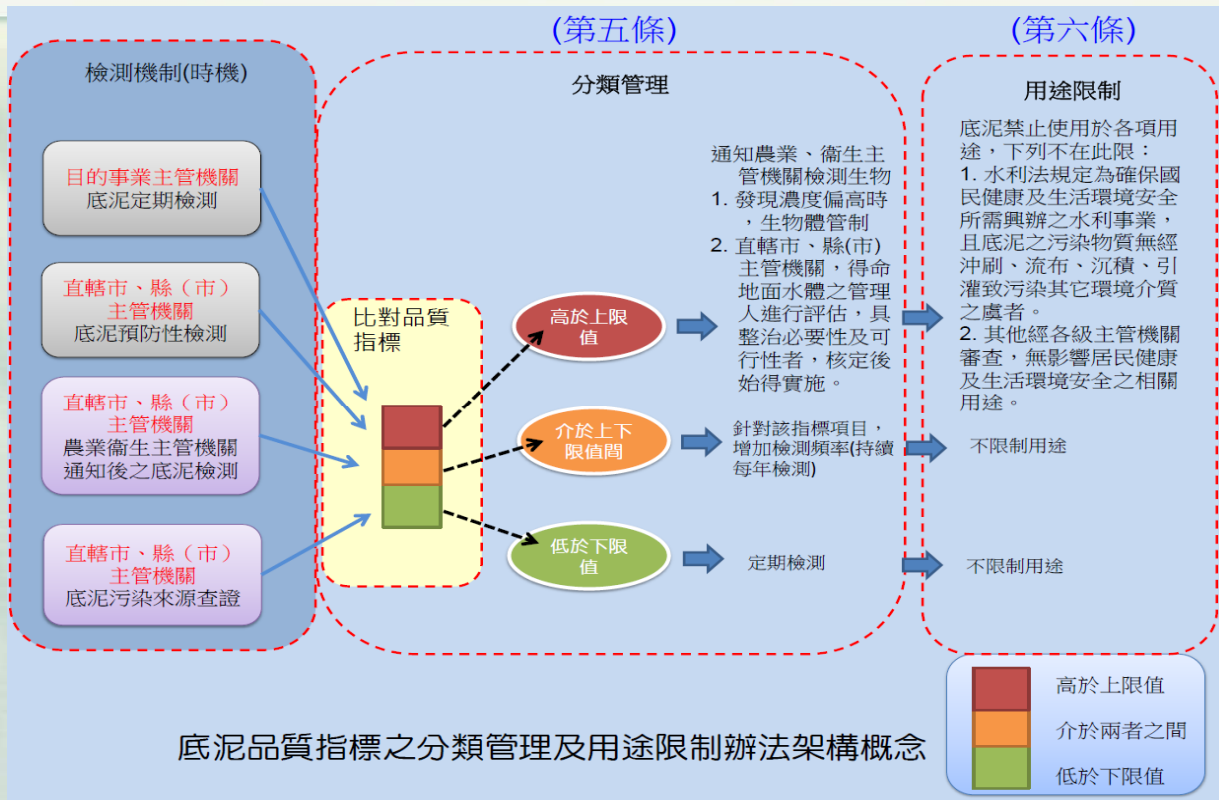 (第五條)
(第六條)
檢測機制(時機)
目的事業主管機關
底泥定期檢測
直轄市、縣（市）
主管機關
底泥預防性檢測
直轄市、縣（市）
主管機關
農業衛生主管機關
通知後之底泥檢測
直轄市、縣（市）
主管機關
底泥污染來源查證
比對品質
指標
分類管理
高於上限
值
介於上下
限值間
低於下限
值
通知農業、衛生主
管機關檢測生物
1. 發現濃度偏高時
，生物體管制
2. 直轄市、縣(市)
主管機關，得命
地面水體之管理
人進行評估，具
整治必要性及可
行性者，核定後
始得實施。
針對該指標項目，
增加檢測頻率(持續
每年檢測)
定期檢測
用途限制
底泥禁止使用於各項用
途，下列不在此限：
1. 水利法規定為確保國
民健康及生活環境安全
所需興辦之水利事業，
且底泥之污染物質無經
沖刷、流布、沉積、引
灌致污染其它環境介質
之虞者。
2. 其他經各級主管機關
審查，無影響居民健康
及生活環境安全之相關
用途。
不限制用途
不限制用途
高於上限值
介於兩者之間
低於下限值
底泥品質指標之分類管理及用途限制辦法架構概念